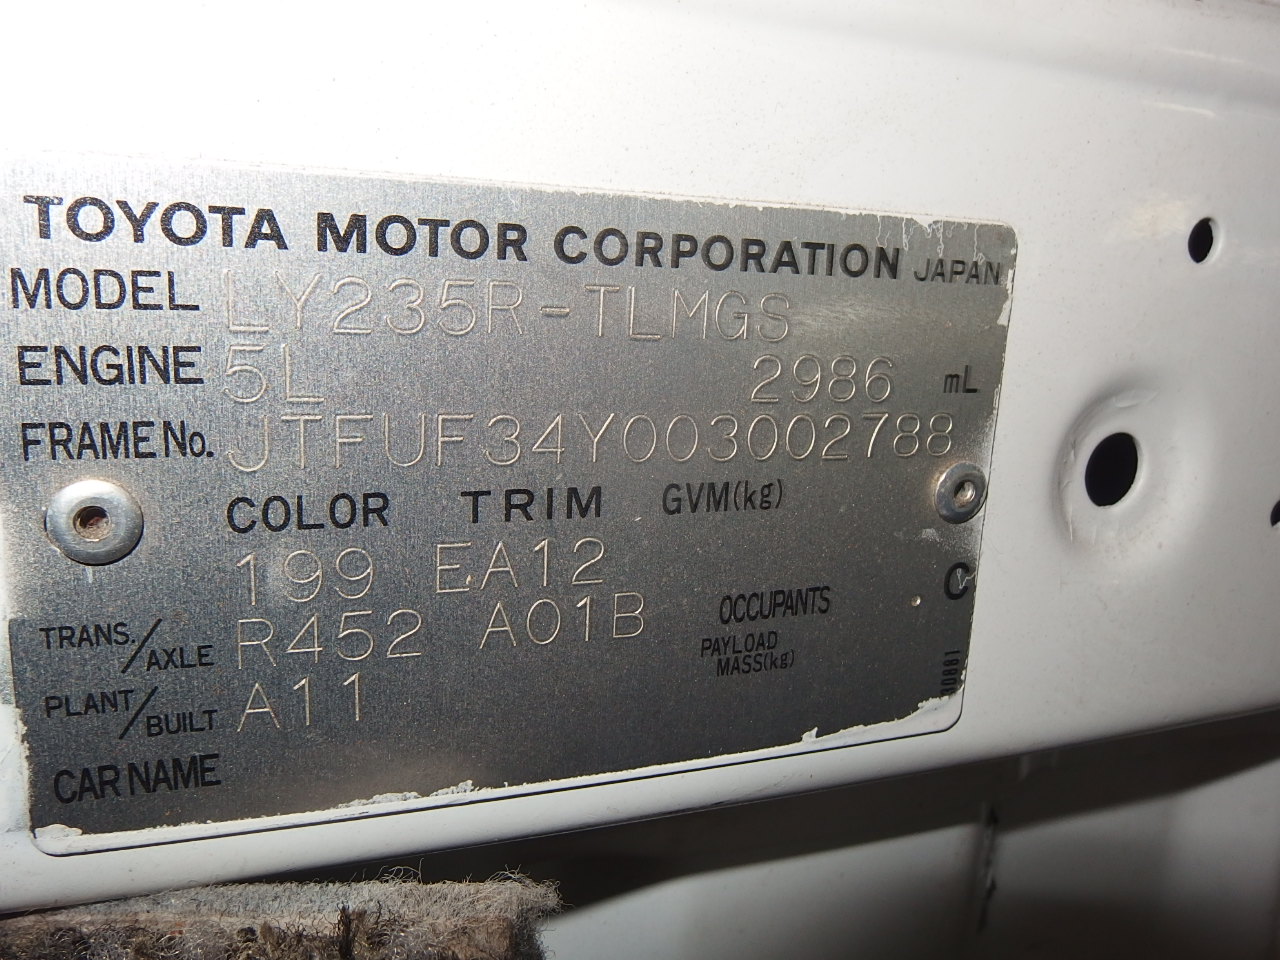 TOYOTA MOTOR CORPORATION JAPAN
MODEL LY235R-TLMGS
ENGINE 5L 2986 mL
FRAME No. JTFUF34Y003002788
COLOR TRIM GVM(kg)
199 EA12
C
TRANS./AXLE R452 A01B OCCUPANTS
PAYLOAD MASS(kg)
PLANT/BUILT A11
CAR NAME